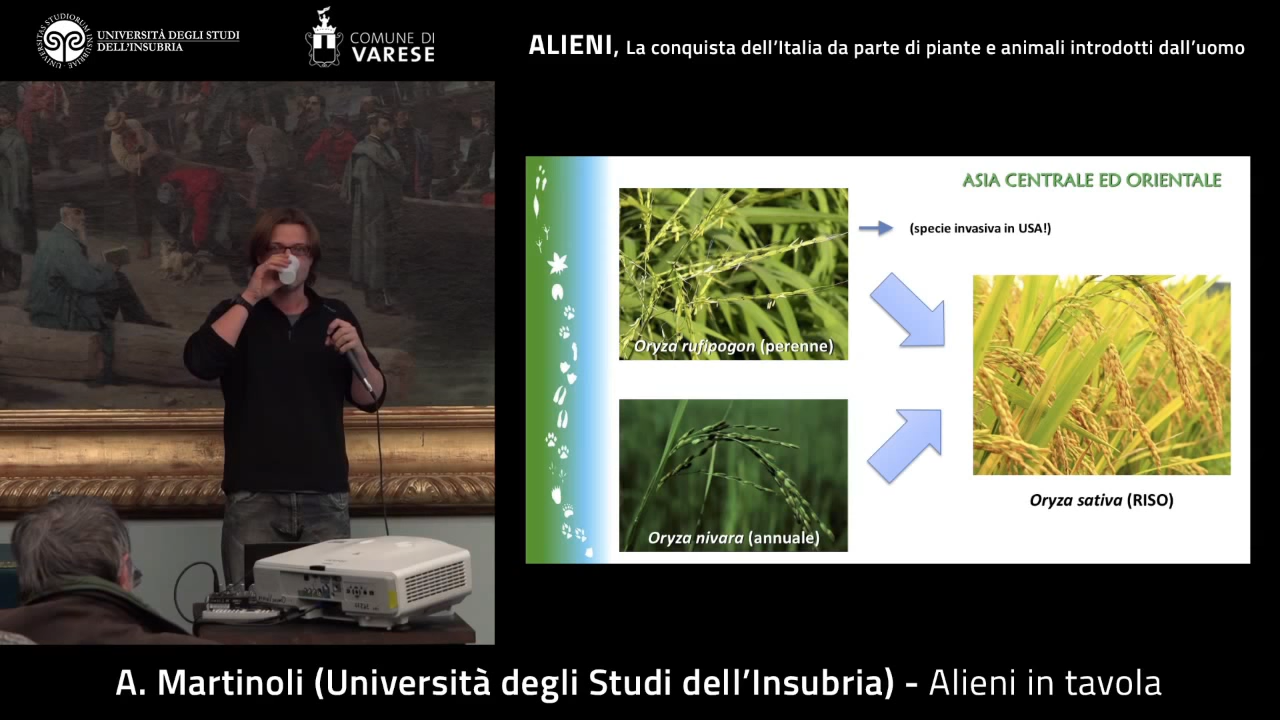 UNIVERSITÀ DEGLI STUDI
DELL'INSUBRIA
COMUNE DI
VARESE
ALIENI, La conquista dell'Italia da parte di piante e animali introdotti dall'uomo
ASIA CENTRALE ED ORIENTALE
(specie invasiva in USA!)
Oryza rufipogon (perenne)
Oryza nivara (annuale)
Oryza sativa (RISO)
A. Martinoli (Università degli Studi dell'Insubria) - Alieni in tavola